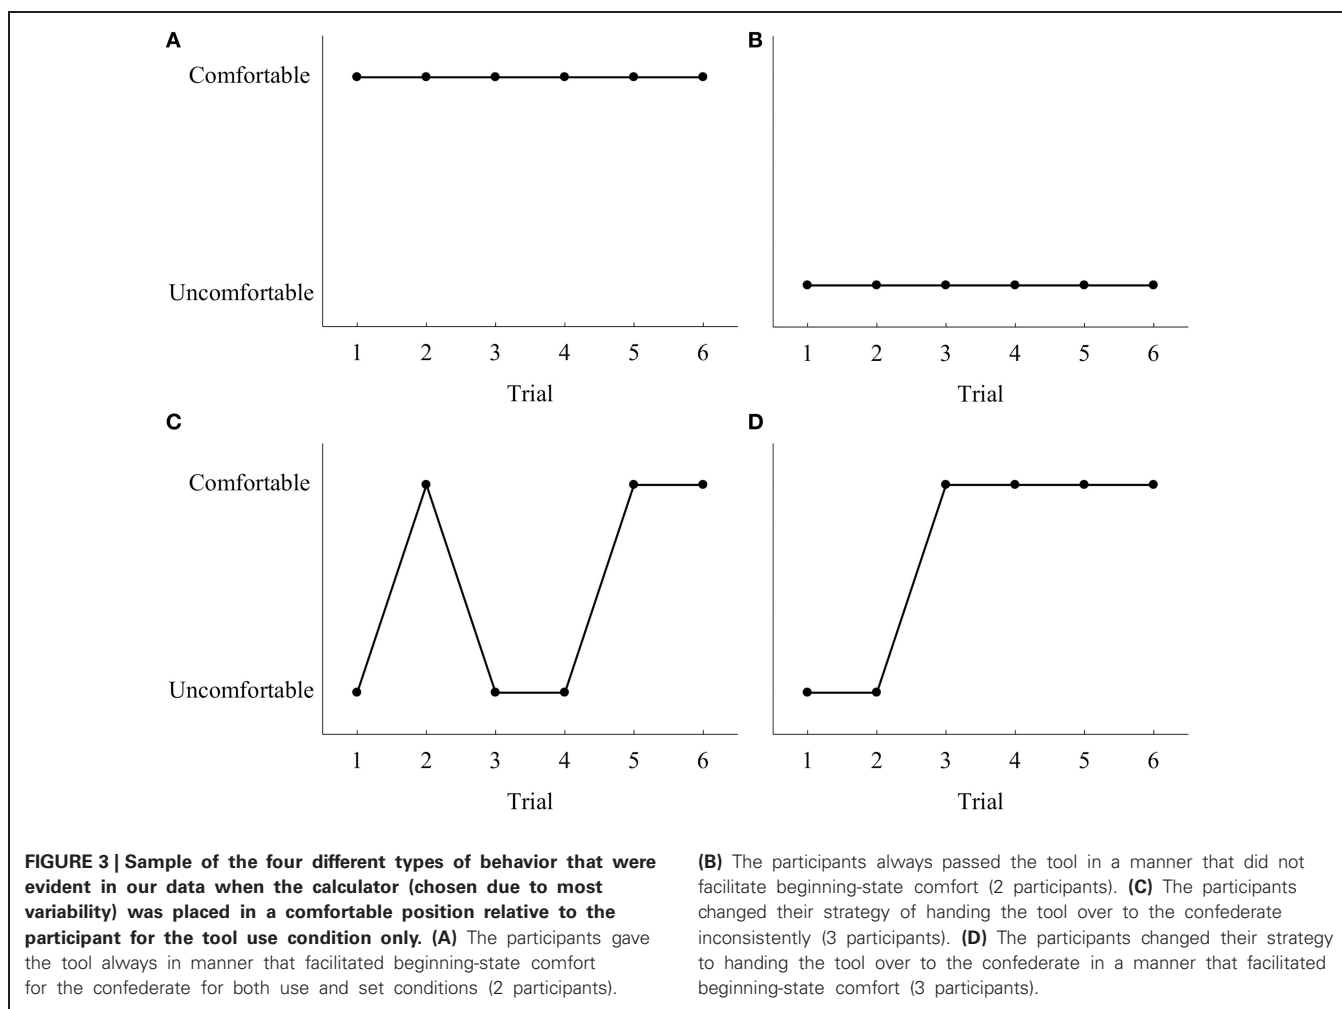 A
Comfortable
Uncomfortable
1 2 3 4 5 6
Trial
B
1 2 3 4 5 6
Trial
C
Comfortable
Uncomfortable
1 2 3 4 5 6
Trial
D
1 2 3 4 5 6
Trial
FIGURE 3 | Sample of the four different types of behavior that were
evident in our data when the calculator (chosen due to most
variability) was placed in a comfortable position relative to the
participant for the tool use condition only. (A) The participants gave
the tool always in manner that facilitated beginning-state comfort
for the confederate for both use and set conditions (2 participants).
(B) The participants always passed the tool in a manner that did not
facilitate beginning-state comfort (2 participants). (C) The participants
changed their strategy of handing the tool over to the confederate
inconsistently (3 participants). (D) The participants changed their strategy
to handing the tool over to the confederate in a manner that facilitated
beginning-state comfort (3 participants).